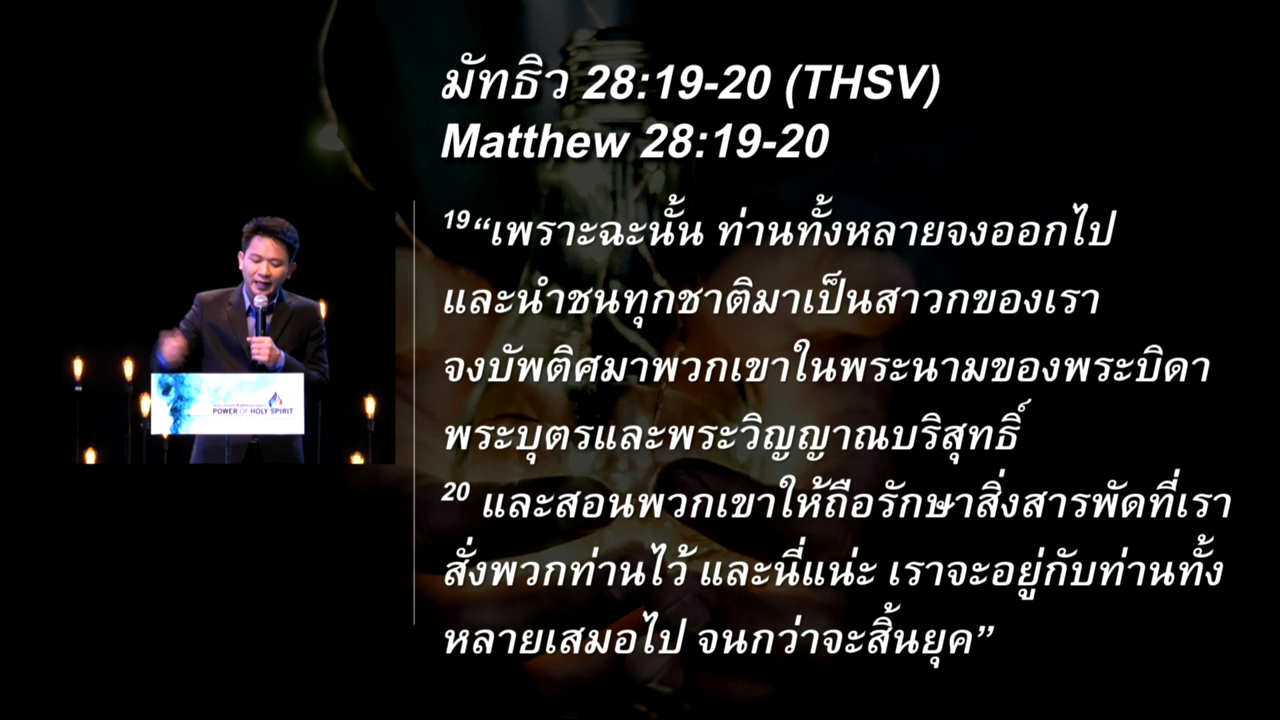 มัทธิว 28:19-20 (THSV)
Matthew 28:19-20
19“เพราะฉะนั้น ท่านทั้งหลายจงออกไป
และนำชนทุกชาติมาเป็นสาวกของเรา
จงบัพติศมาพวกเขาในพระนามของพระบิดา
พระบุตรและพระวิญญาณบริสุทธิ์
20 และสอนพวกเขาให้ถือรักษาสิ่งสารพัดที่เรา
สั่งพวกท่านไว้ และนี่แน่ะ เราจะอยู่กับท่านทั้ง
หลายเสมอไป จนกว่าจะสิ้นยุค”
POWER OF HOLY SPIRIT